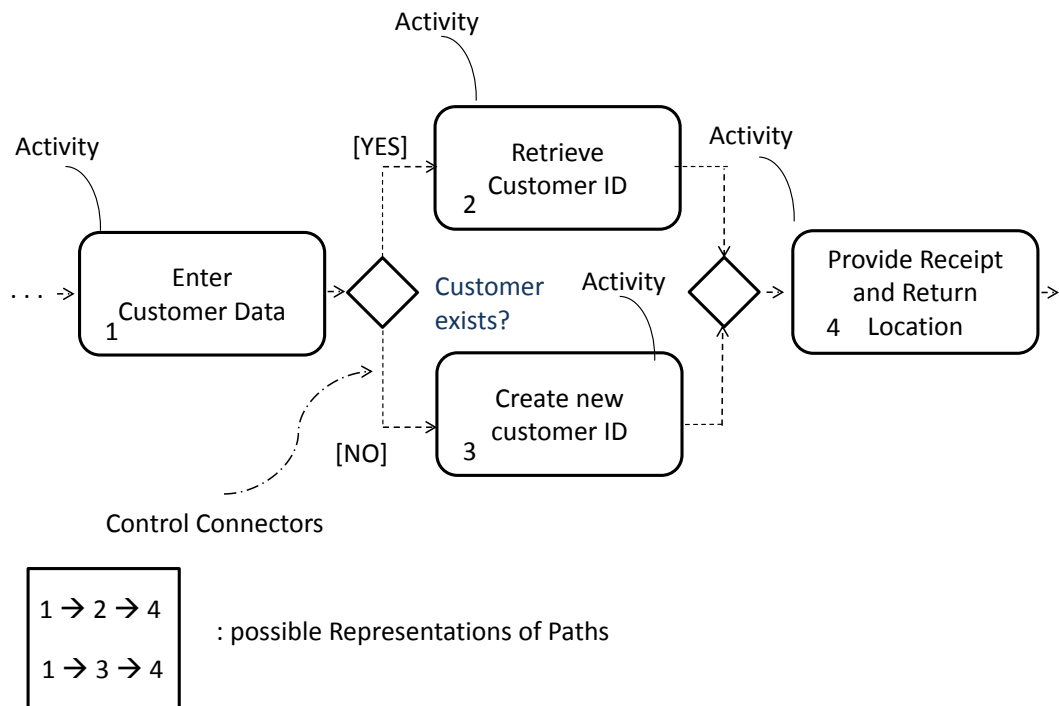 Activity
Activity
[YES]
Retrieve
Customer ID
2
Activity
Enter
Customer Data
1
. . .
Customer
exists?
Activity
Provide Receipt
and Return
4 Location
Create new
customer ID
3
[NO]
Control Connectors
1 → 2 → 4
1 → 3 → 4
: possible Representations of Paths